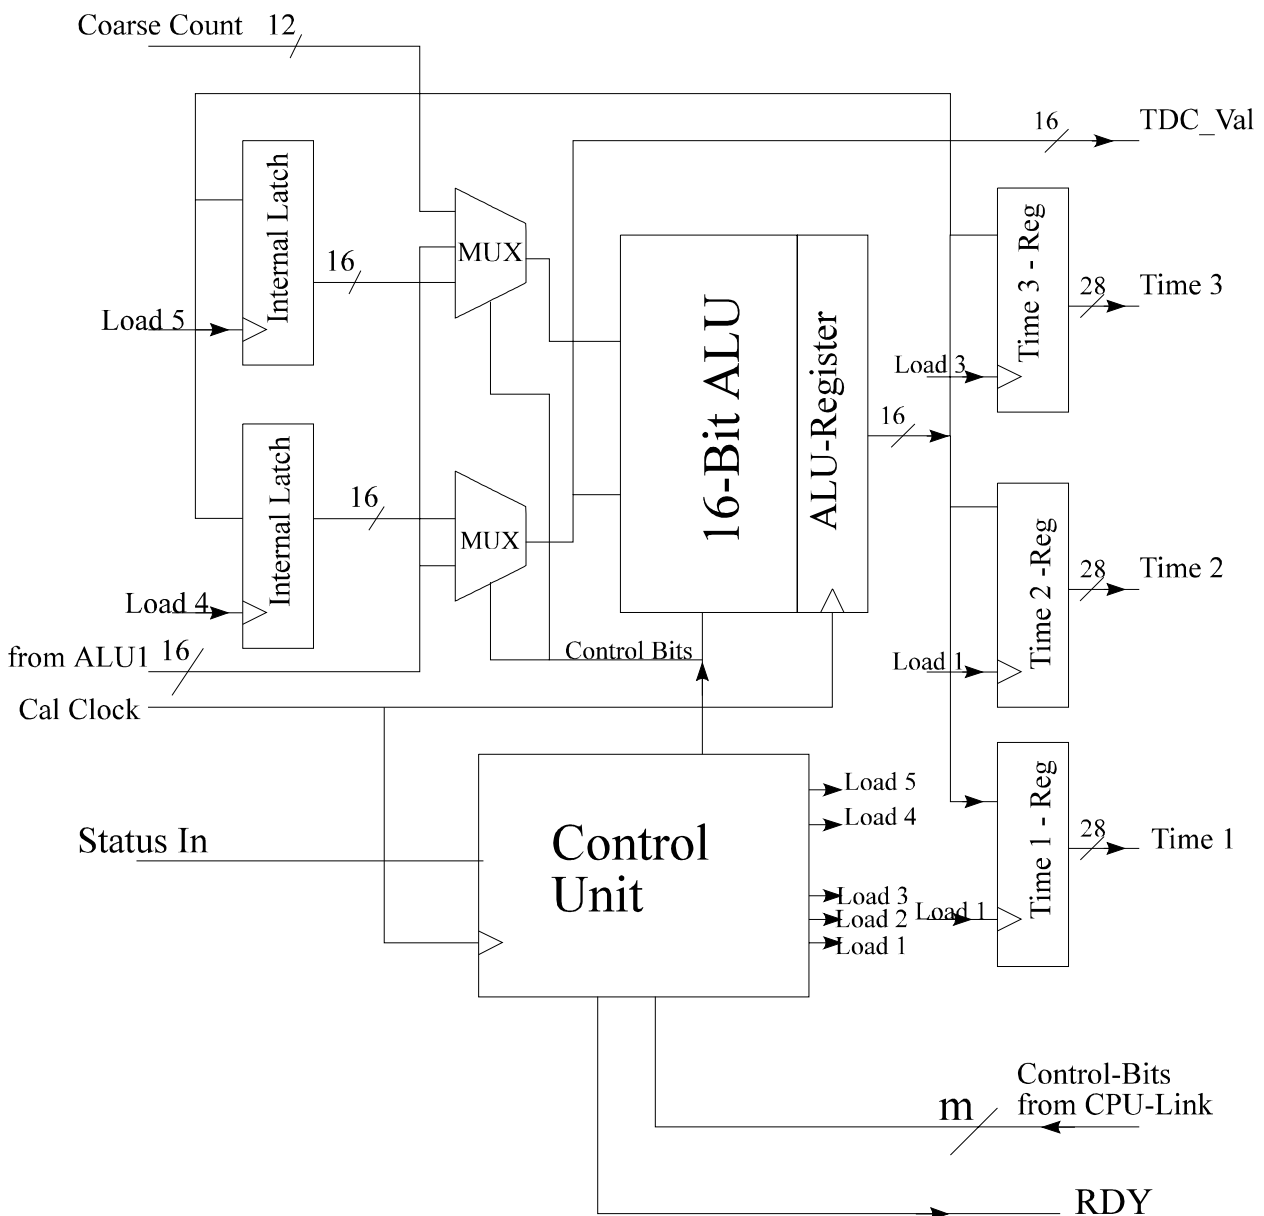 Coarse Count 12
16 TDC_Val
Internal Latch
16
MUX
Load 5
16-Bit ALU
ALU-Register
16
Time 3 - Reg
28 Time 3
Load 3
Internal Latch
16
MUX
Load 4
from ALU1 16
Control Bits
Cal Clock
Time 2 -Reg
28 Time 2
Load 1
Status In
Control
Unit
Load 5
Load 4
Load 3
Load 2
Load 1
Time 1 - Reg
28 Time 1
Load 1
m
Control-Bits
from CPU-Link
RDY